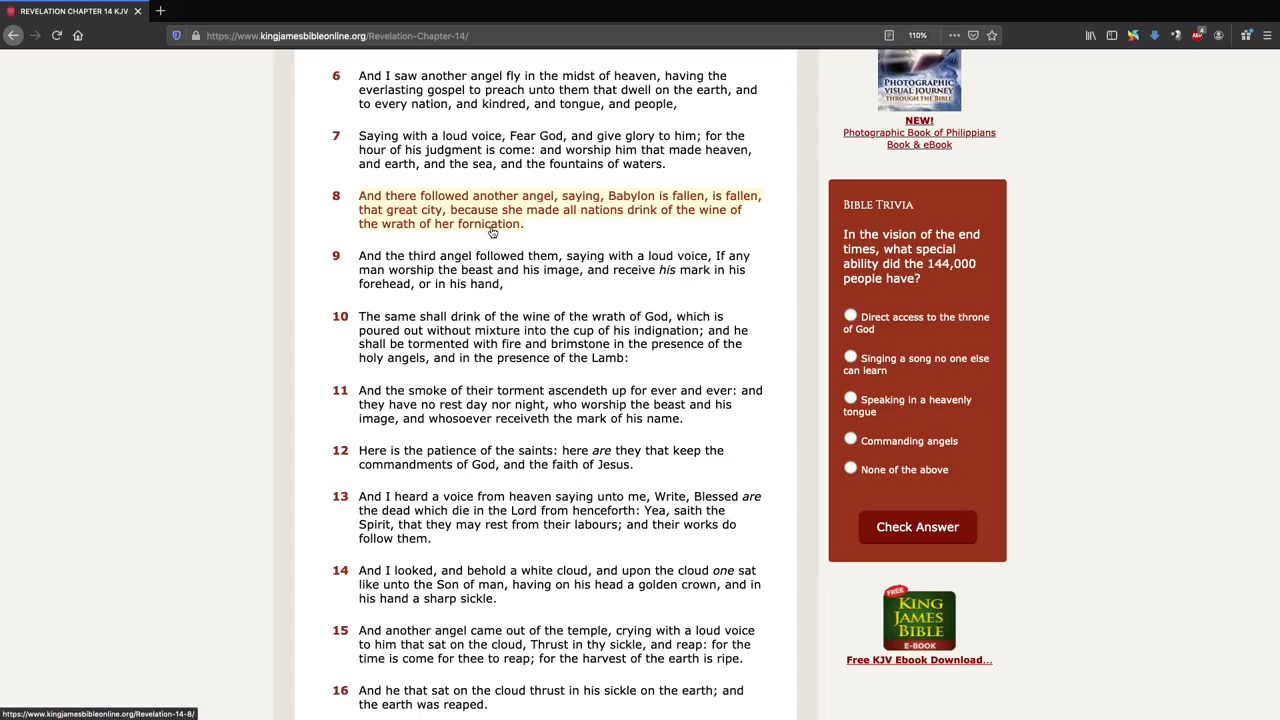 REVELATION CHAPTER 14 KJV
https://www.kingjamesbibleonline.org/Revelation-Chapter-14/
110%
6 And I saw another angel fly in the midst of heaven, having the
everlasting gospel to preach unto them that dwell on the earth, and
to every nation, and kindred, and tongue, and people,
7 Saying with a loud voice, Fear God, and give glory to him; for the
hour of his judgment is come: and worship him that made heaven,
and earth, and the sea, and the fountains of waters.
8 And there followed another angel, saying, Babylon is fallen, is fallen,
that great city, because she made all nations drink of the wine of
the wrath of her fornication.
9 And the third angel followed them, saying with a loud voice, If any
man worship the beast and his image, and receive his mark in his
forehead, or in his hand,
10 The same shall drink of the wine of the wrath of God, which is
poured out without mixture into the cup of his indignation; and he
shall be tormented with fire and brimstone in the presence of the
holy angels, and in the presence of the Lamb:
11 And the smoke of their torment ascendeth up for ever and ever: and
they have no rest day nor night, who worship the beast and his
image, and whosoever receiveth the mark of his name.
12 Here is the patience of the saints: here are they that keep the
commandments of God, and the faith of Jesus.
13 And I heard a voice from heaven saying unto me, Write, Blessed are
the dead which die in the Lord from henceforth: Yea, saith the
Spirit, that they may rest from their labours; and their works do
follow them.
14 And I looked, and behold a white cloud, and upon the cloud one sat
like unto the Son of man, having on his head a golden crown, and in
his hand a sharp sickle.
15 And another angel came out of the temple, crying with a loud voice
to him that sat on the cloud, Thrust in thy sickle, and reap: for the
time is come for thee to reap; for the harvest of the earth is ripe.
16 And he that sat on the cloud thrust in his sickle on the earth; and
the earth was reaped.
PHOTOGRAPHIC
VISUAL JOURNEY
THROUGH THE BIBLE
NEW!
Photographic Book of Philippians
Book & eBook
BIBLE TRIVIA
In the vision of the end
times, what special
ability did the 144,000
people have?
Direct access to the throne
of God
Singing a song no one else
can learn
Speaking in a heavenly
tongue
Commanding angels
None of the above
Check Answer
FREE
KING
JAMES
BIBLE
E-BOOK
Free KJV Ebook Download...
https://www.kingjamesbibleonline.org/Revelation-14-8/